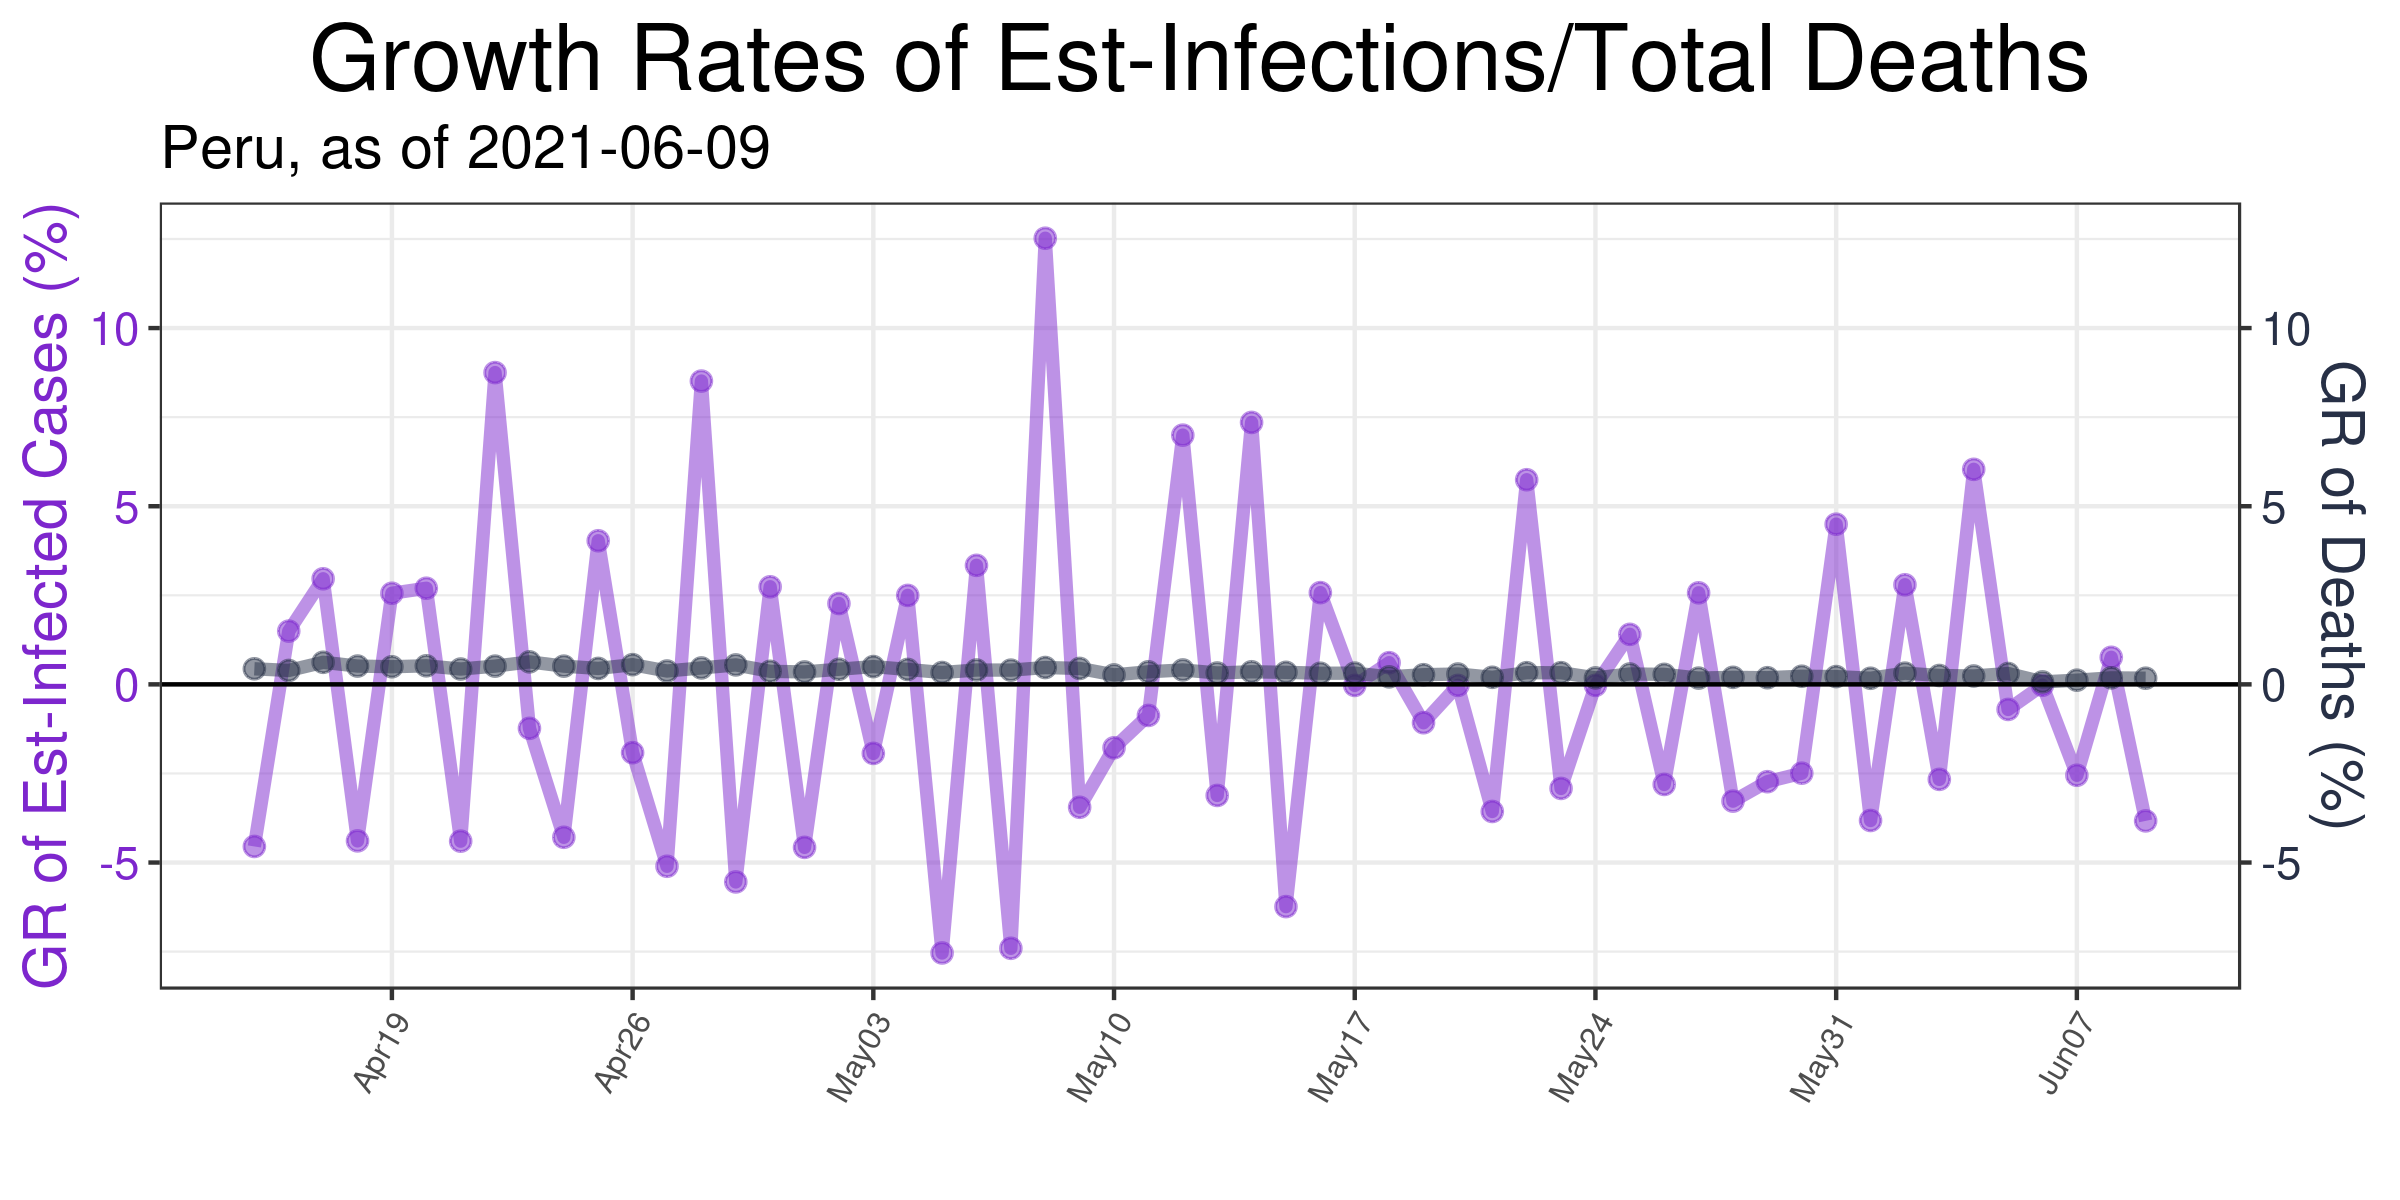 Growth Rates of Est-Infections/Total Deaths
Peru, as of 2021-06-09
GR of Est-Infected Cases (%)
10
5
0
-5
10
5
0
-5
GR of Deaths (%)
Apr19
Apr26
May03
May10
May17
May24
May31
Jun07